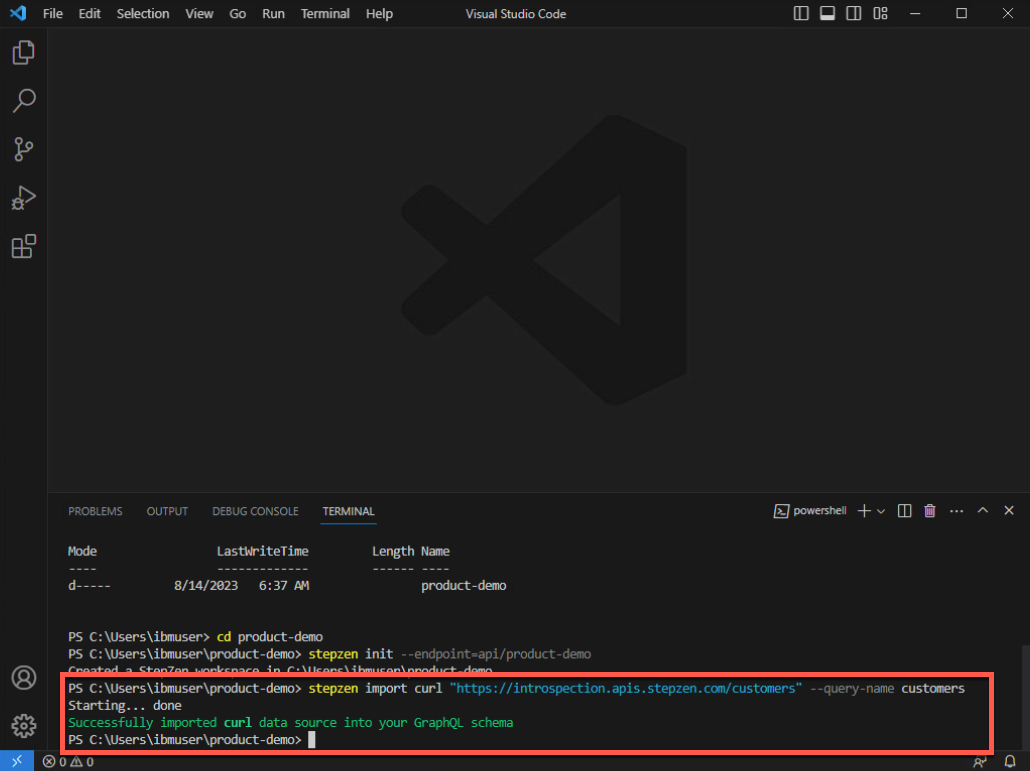 File Edit Selection View Go Run Terminal Help Visual Studio Code
PROBLEMS OUTPUT DEBUG CONSOLE TERMINAL powershell
Mode LastWriteTime Length Name
---- ------------- ------ ----
d----- 8/14/2023 6:37 AM product-demo
PS C:\Users\ibmuser> cd product-demo
PS C:\Users\ibmuser\product-demo> stepzen init --endpoint=api/product-demo
Created a StepZen workspace in C:\Users\ibmuser\product-demo
PS C:\Users\ibmuser\product-demo> stepzen import curl "https://introspection.apis.stepzen.com/customers" --query-name customers
Starting... done
Successfully imported curl data source into your GraphQL schema
PS C:\Users\ibmuser\product-demo>
0 0